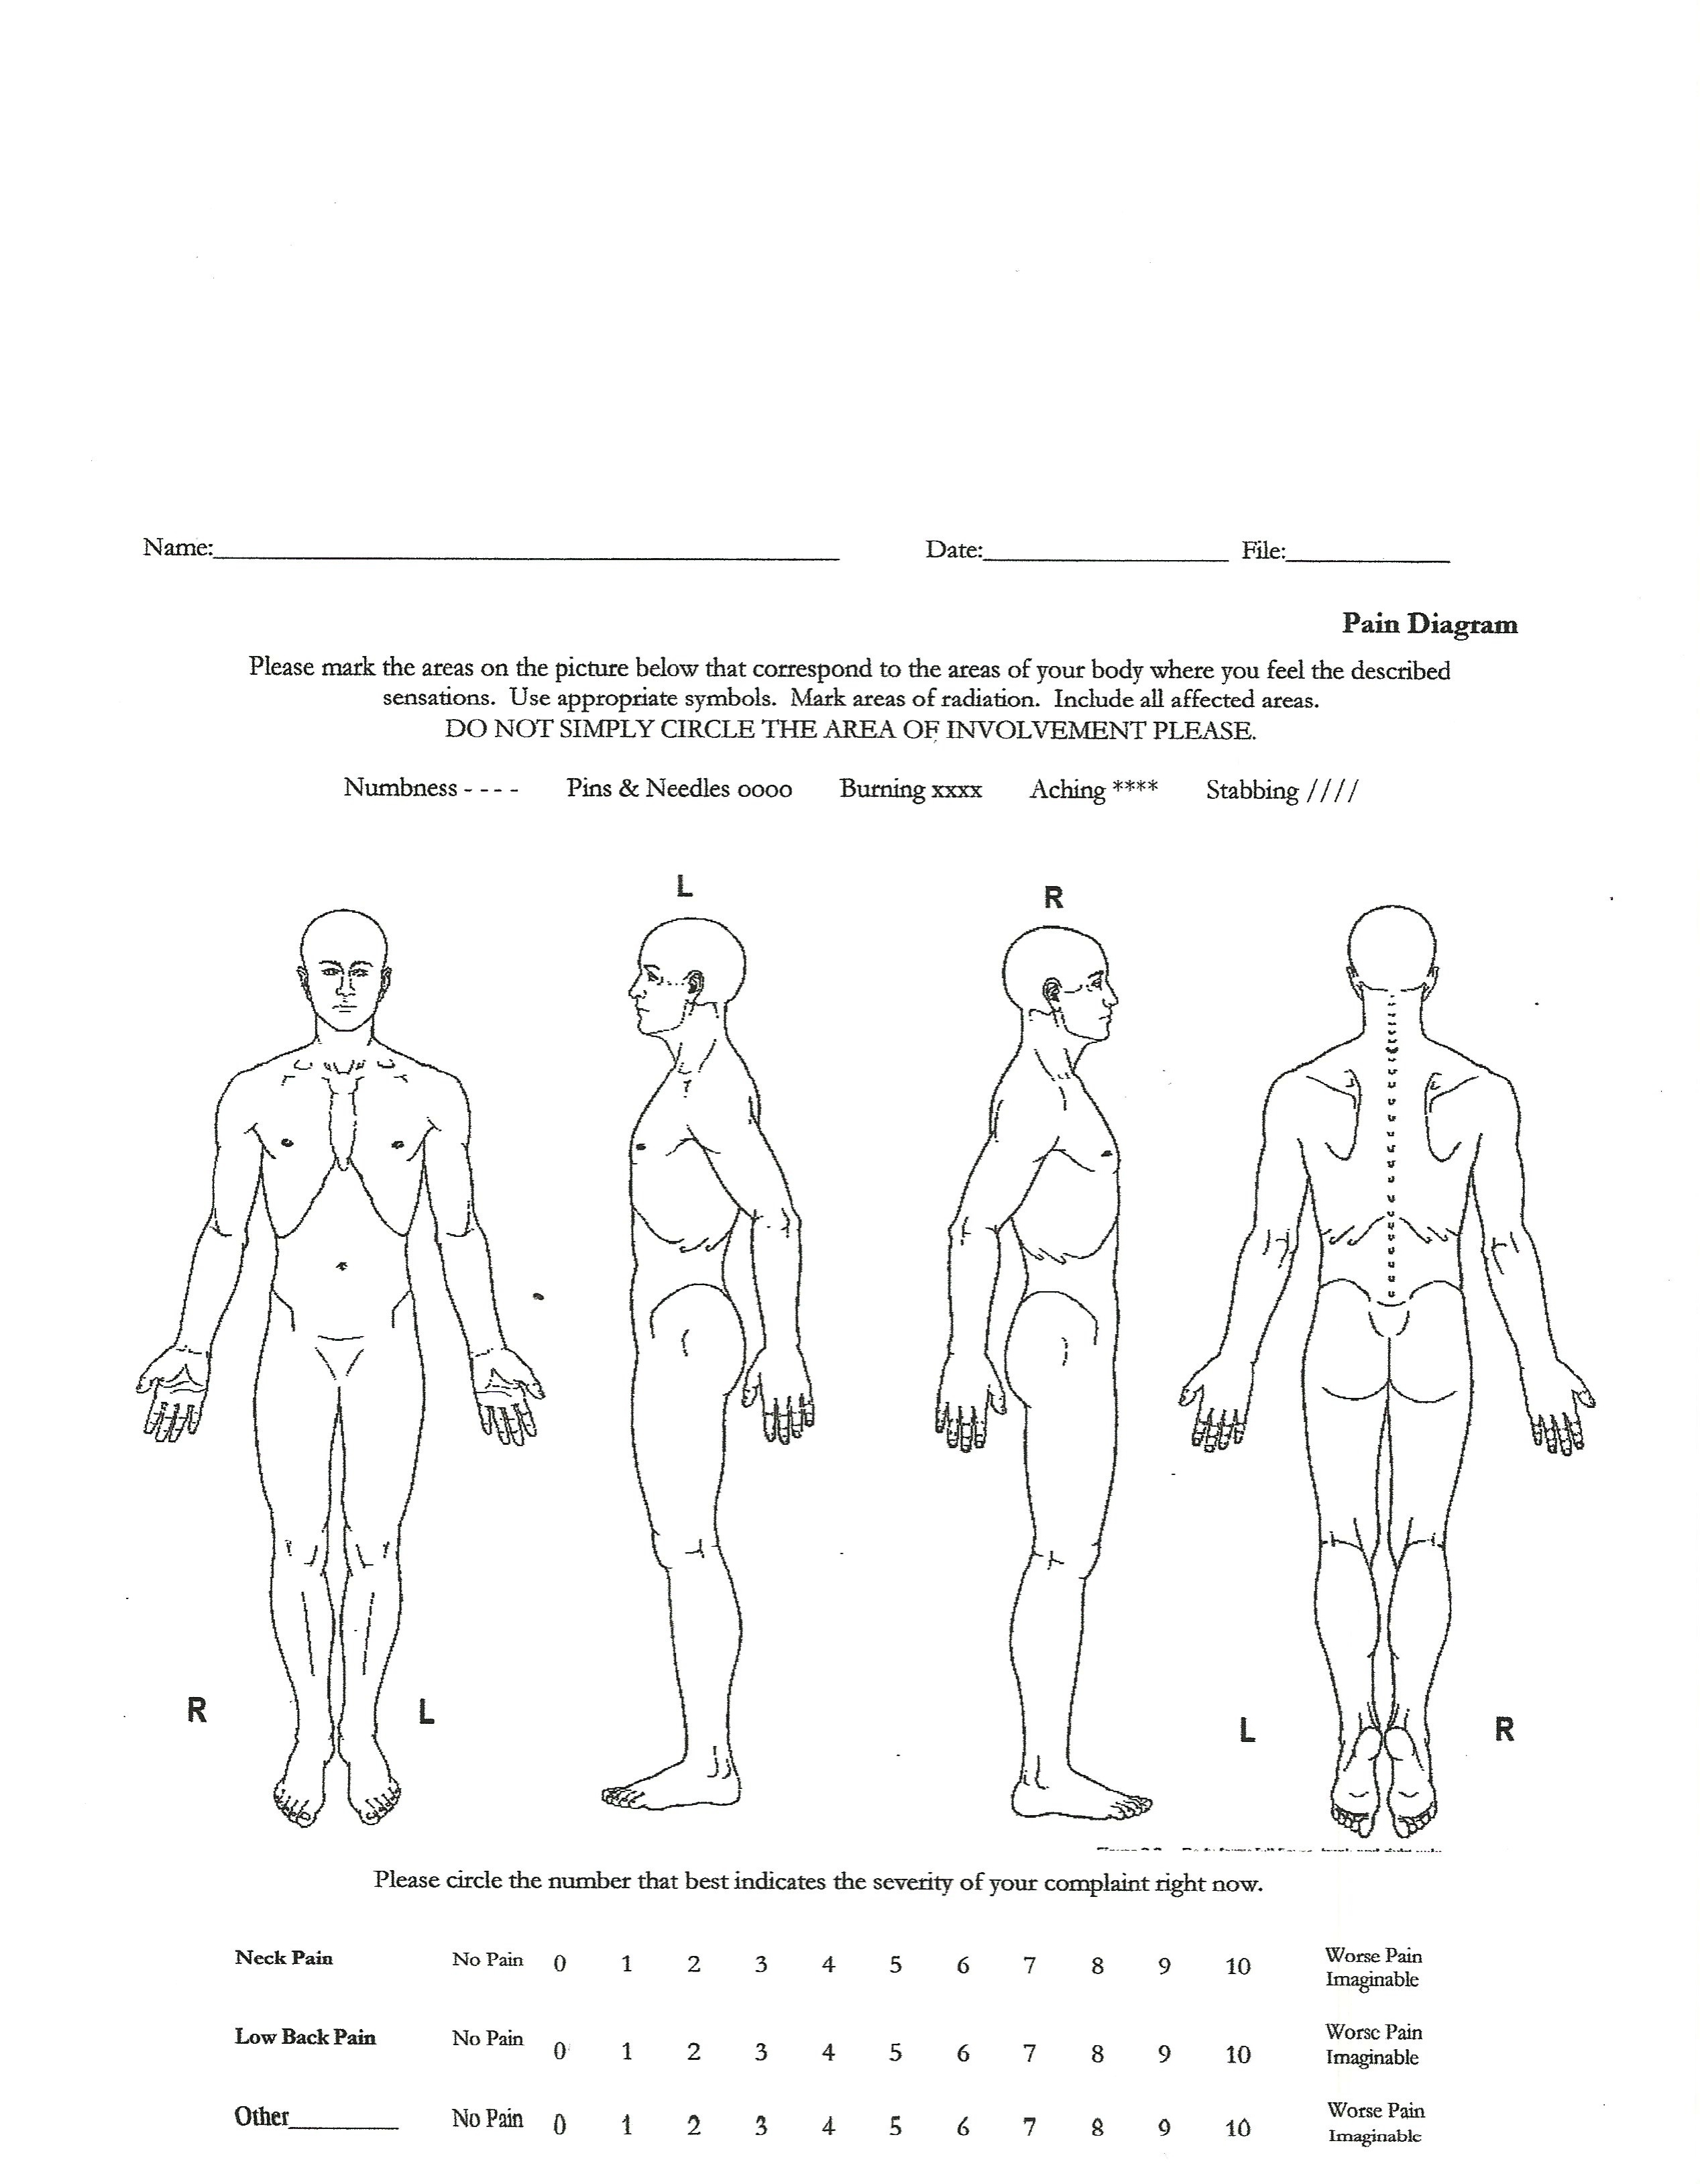 Name:____________ Date:____________ File:____________
Pain Diagram
Please mark the areas on the picture below that correspond to the areas of your body where you feel the described
sensations. Use appropriate symbols. Mark areas of radiation. Include all affected areas.
DO NOT SIMPLY CIRCLE THE AREA OF INVOLVEMENT PLEASE.
Numbness - - - - Pins & Needles oooo Burning xxxx Aching **** Stabbing ////
L R
R L L R
Please circle the number that best indicates the severity of your complaint right now.
Neck Pain No Pain 0 1 2 3 4 5 6 7 8 9 10 Worse Pain
Imaginable
Low Back Pain No Pain 0 1 2 3 4 5 6 7 8 9 10 Worse Pain
Imaginable
Other_________ No Pain 0 1 2 3 4 5 6 7 8 9 10 Worse Pain
Imaginable